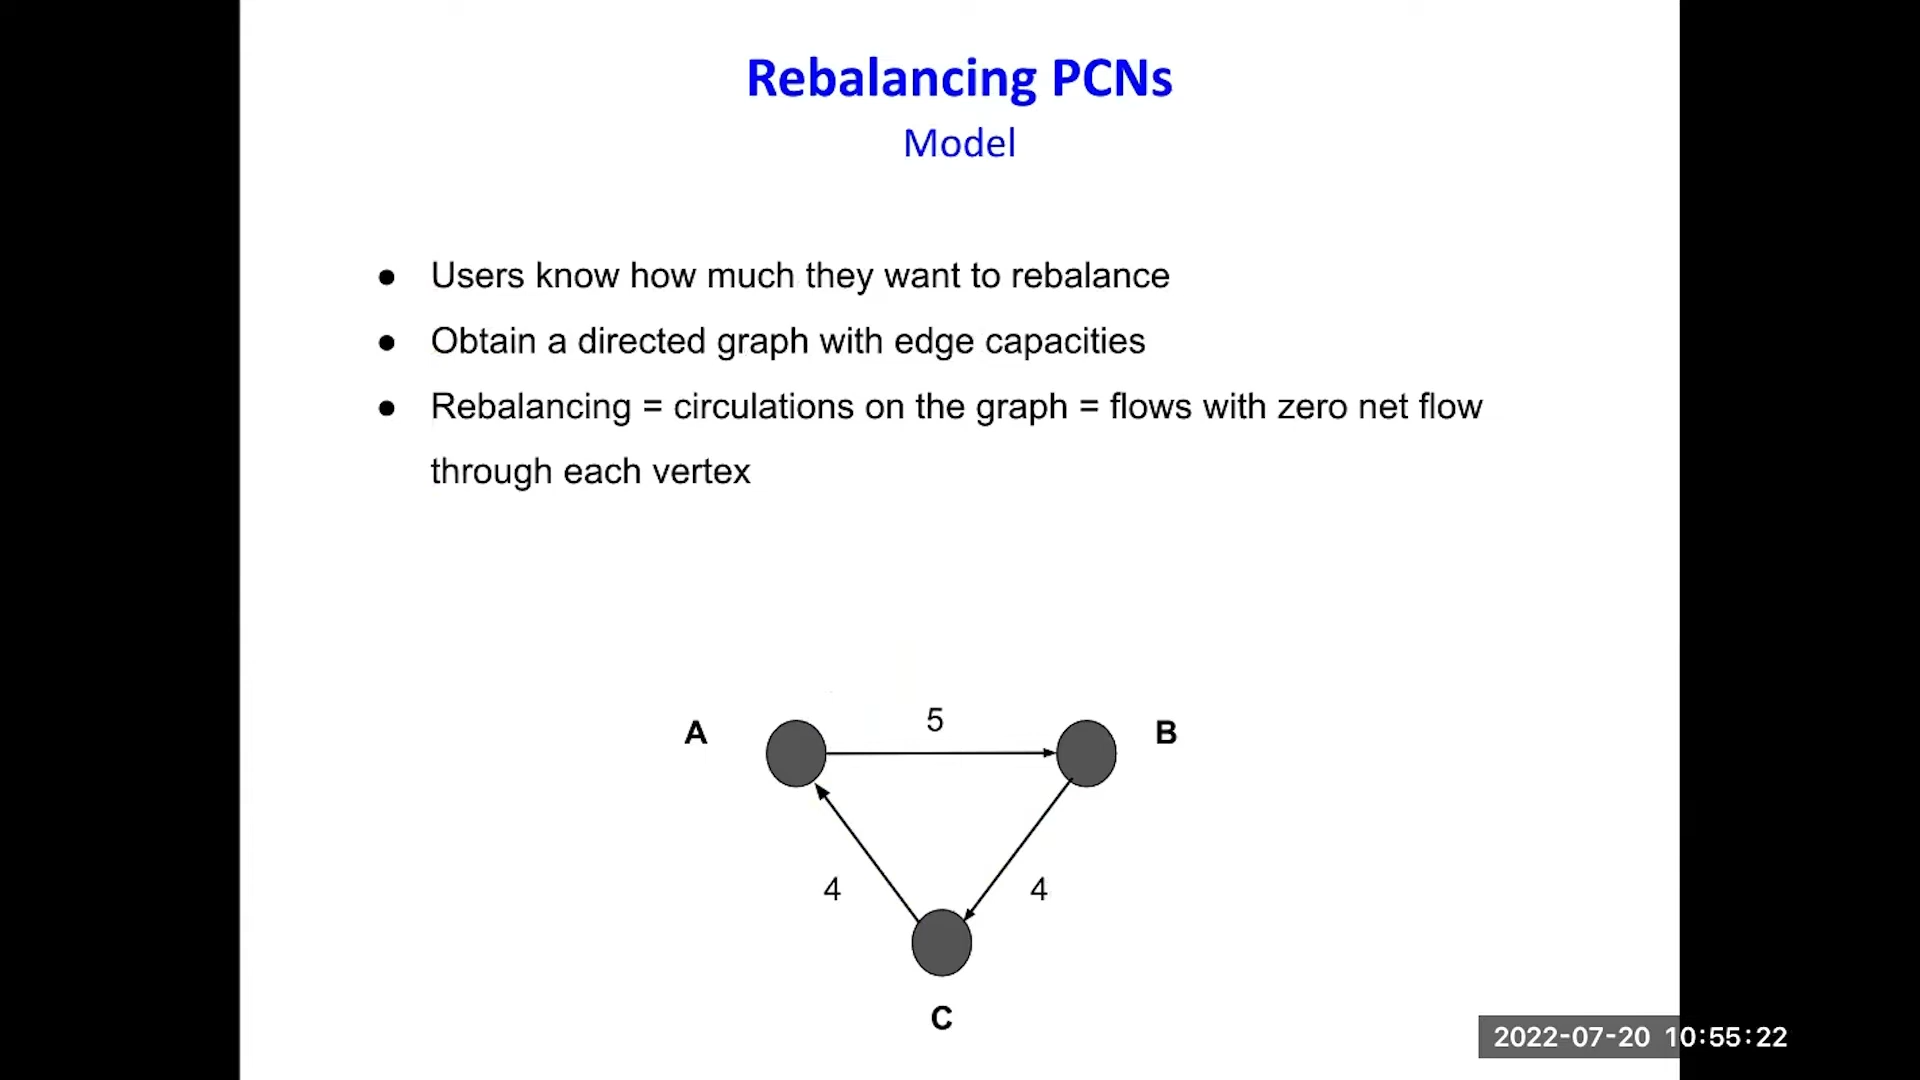 Rebalancing PCNs
Model
● Users know how much they want to rebalance
● Obtain a directed graph with edge capacities
● Rebalancing = circulations on the graph = flows with zero net flow
through each vertex
A
5
B
4
4
C
2022-07-20 10:55:22